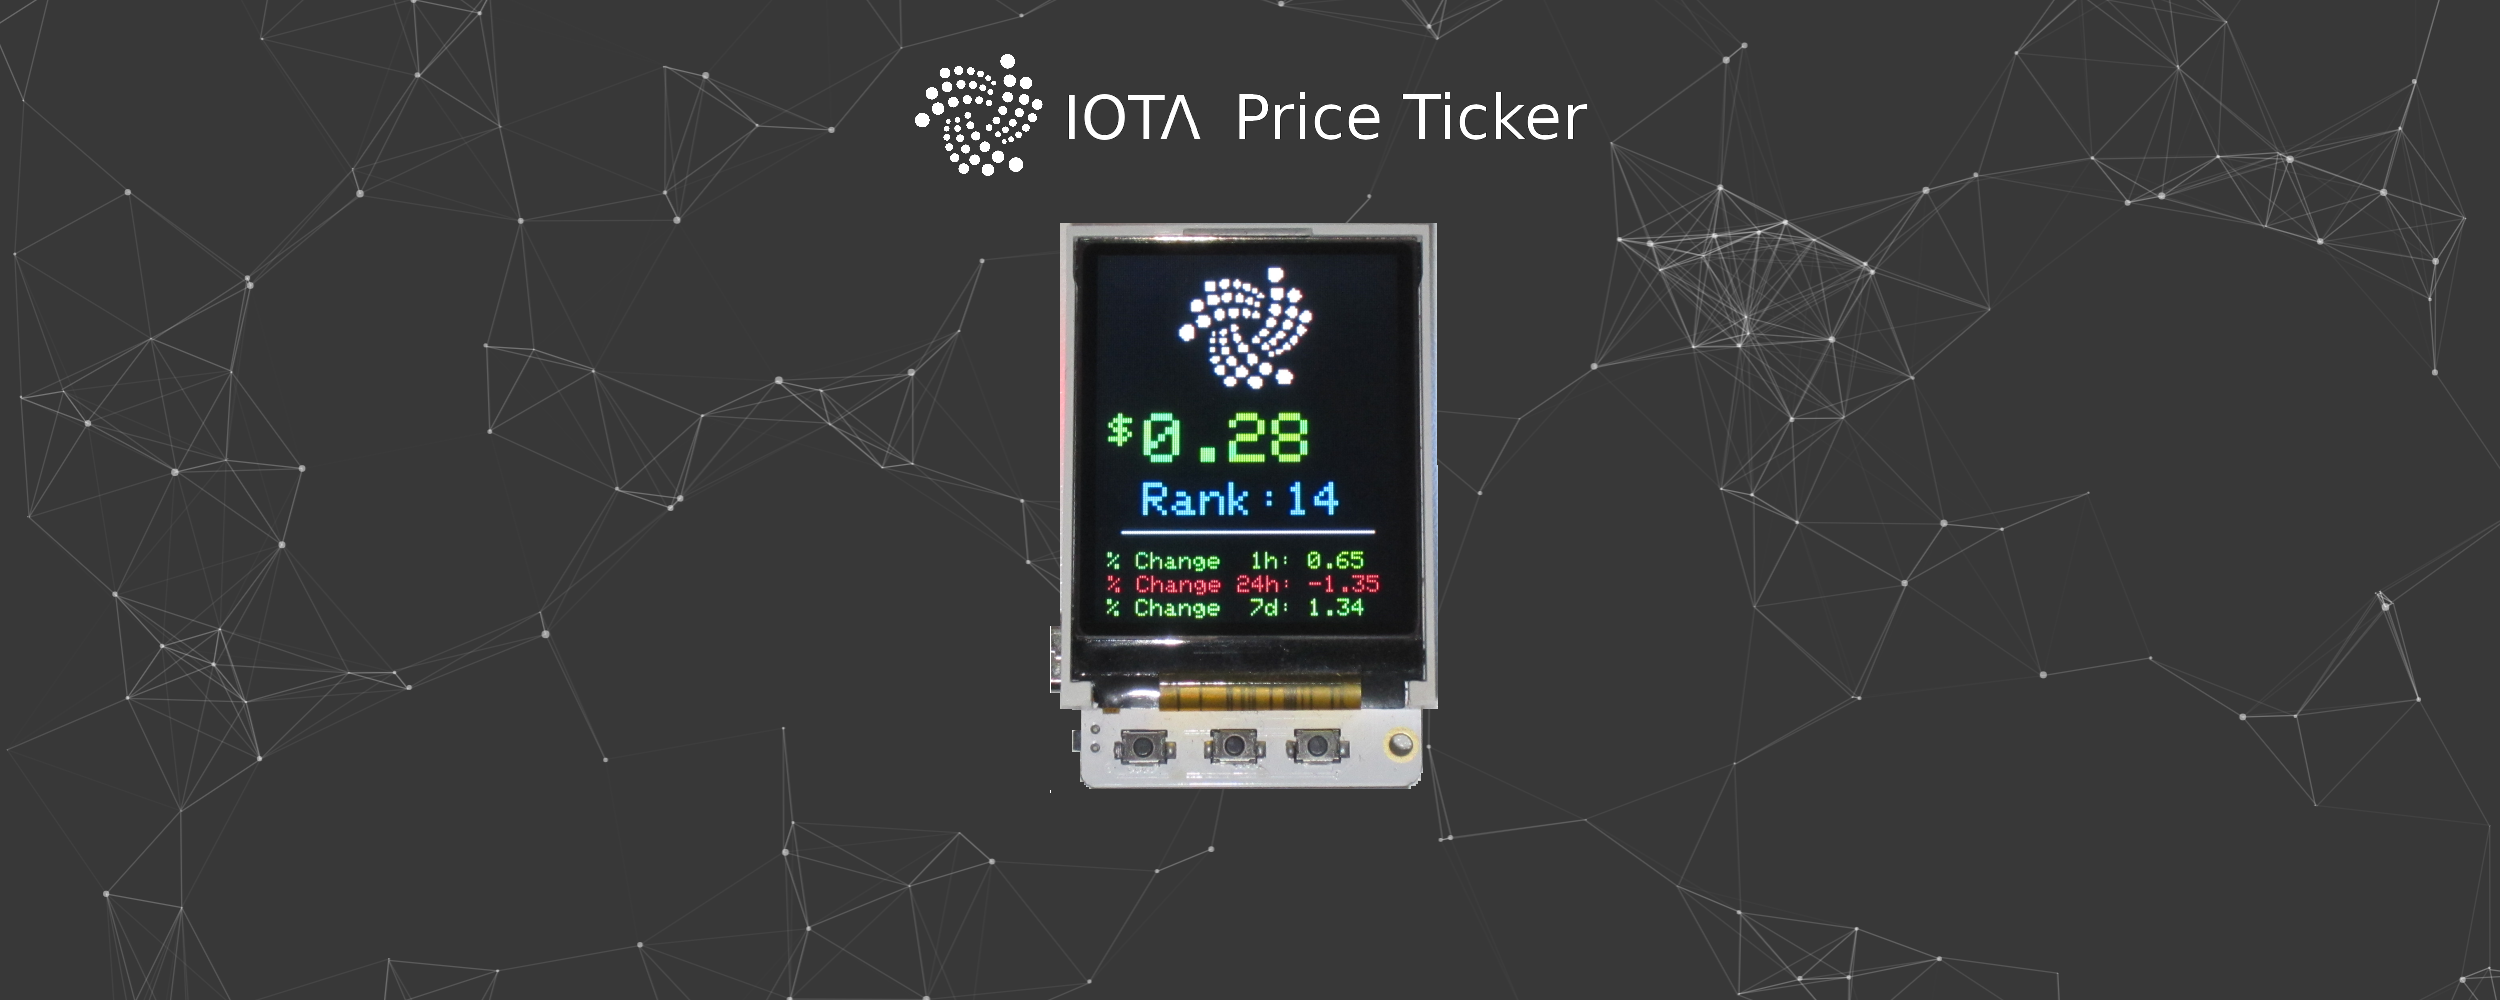 IOTA Price Ticker
$0.28
Rank:14
% Change 1h: 0.65
% Change 24h: -1.35
% Change 7d: 1.34